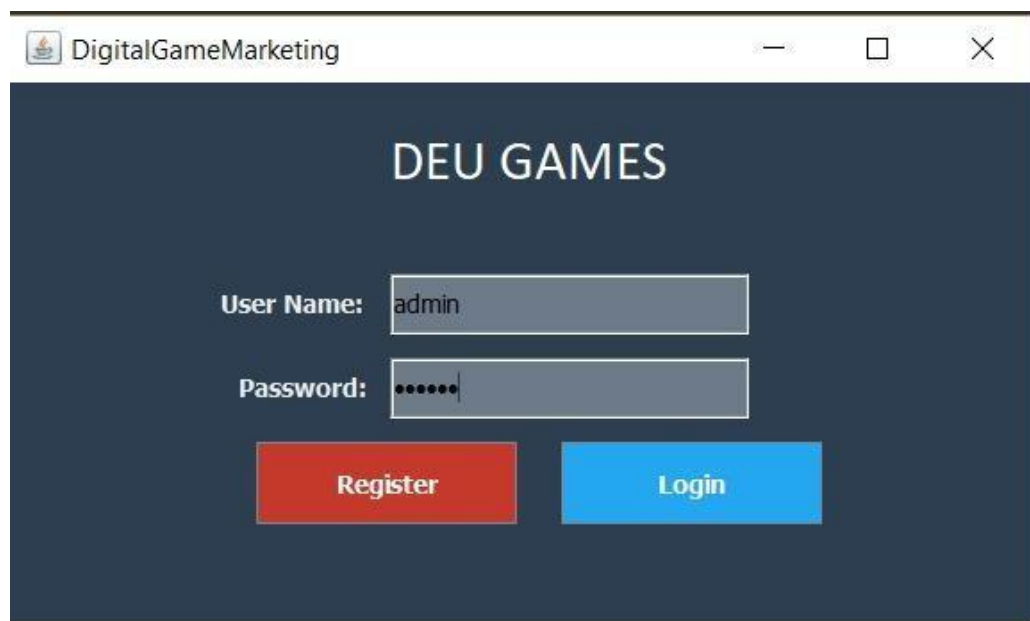 DigitalGameMarketing
DEU GAMES
User Name: admin
Password: ••••••
Register Login